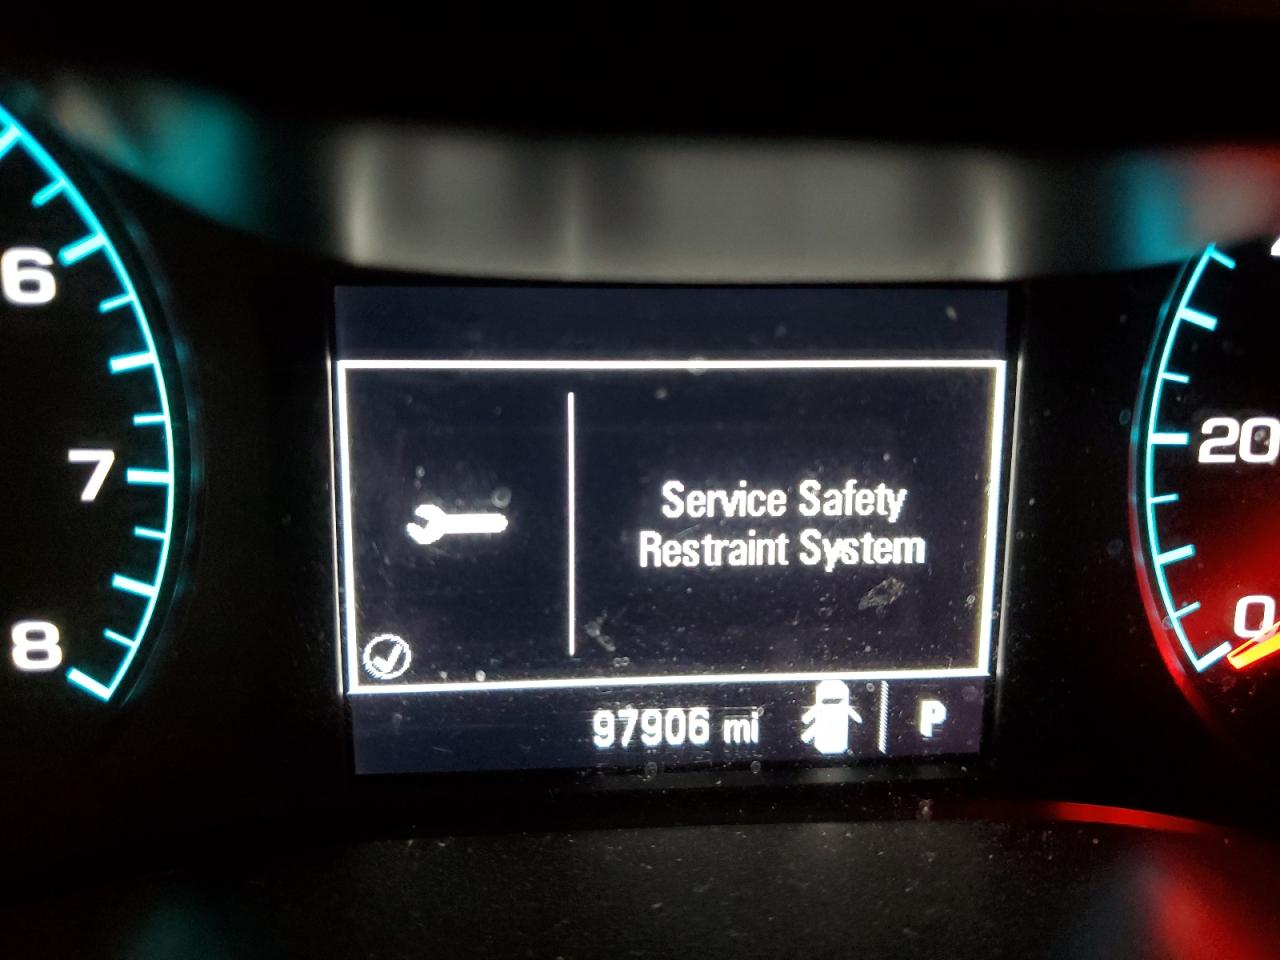 6
7
8
Service Safety
Restraint System
97906 mi
P
20
0